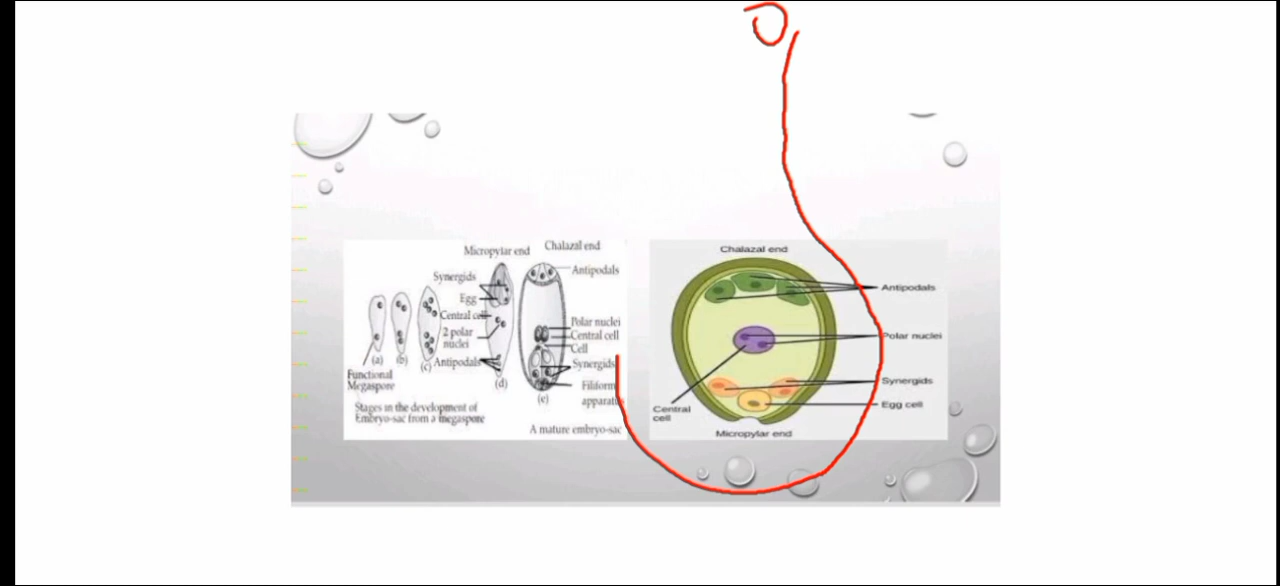 Micropylar end
Chalazal end
Synergids
Egg
Central cell
2 polar
nuclei
Antipodals
(a)
(b)
(c)
(d)
Functional
Megaspore
Stages in the development of
Embryo-sac from a megaspore
Antipodals
Polar nuclei
Central cell
Cell
Synergids
Filiform
apparatus
(e)
A mature embryo-sac
Chalazal end
Antipodals
Polar nuclei
Synergids
Egg cell
Central
cell
Micropylar end